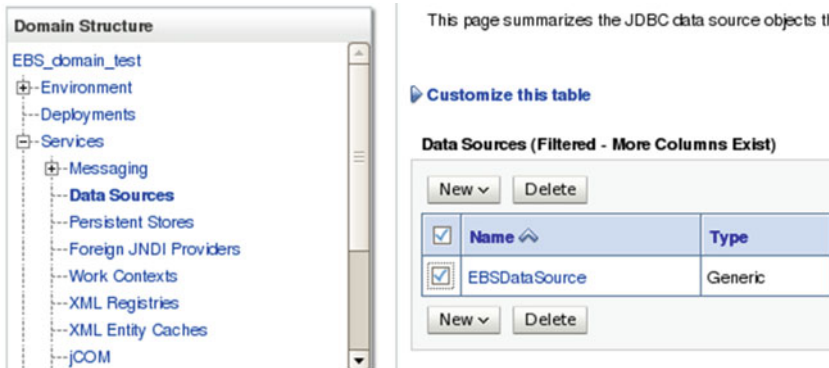 Domain Structure
EBS_domain_test
Environment
Deployments
Services
Messaging
Data Sources
Persistent Stores
Foreign JNDI Providers
Work Contexts
XML Registries
XML Entity Caches
jCOM
This page summarizes the JDBC data source objects
Customize this table
Data Sources (Filtered - More Columns Exist)
New Delete
Name Type
EBSDataSource Generic
New Delete